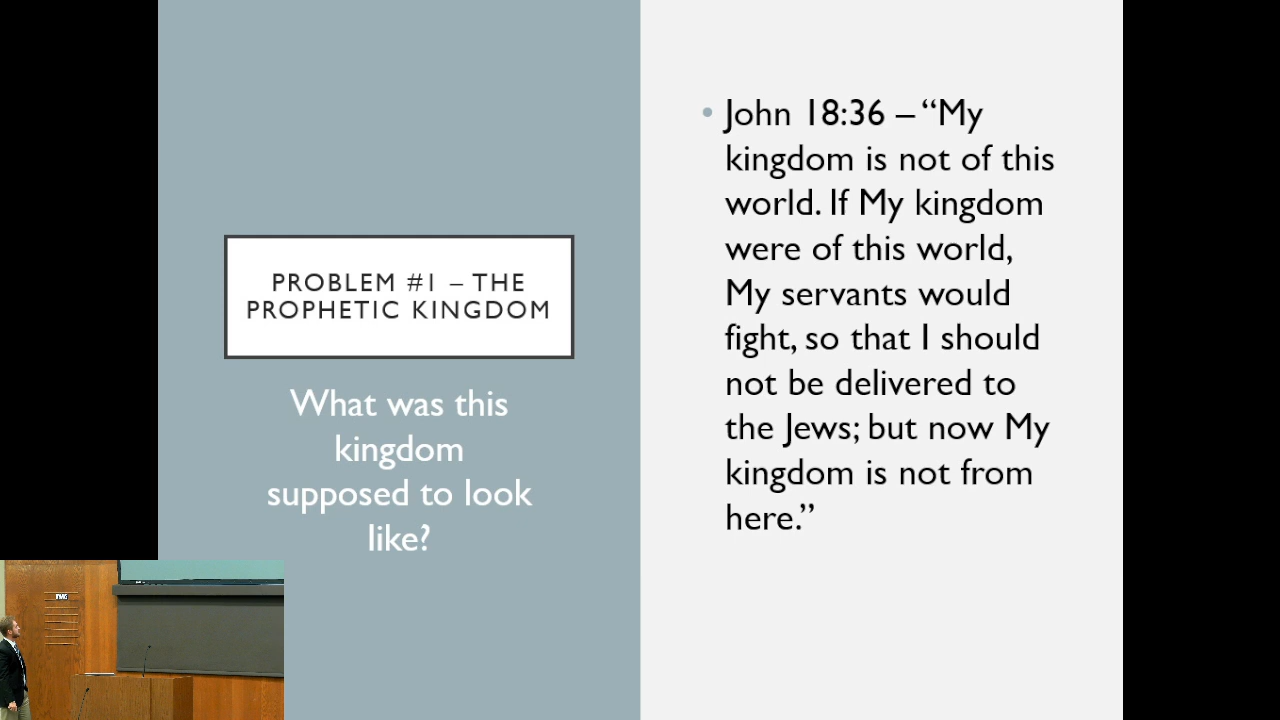 PROBLEM #1 – THE
PROPHETIC KINGDOM
What was this
kingdom
supposed to look
like?
• John 18:36 – “My
kingdom is not of this
world. If My kingdom
were of this world,
My servants would
fight, so that I should
not be delivered to
the Jews; but now My
kingdom is not from
here.”